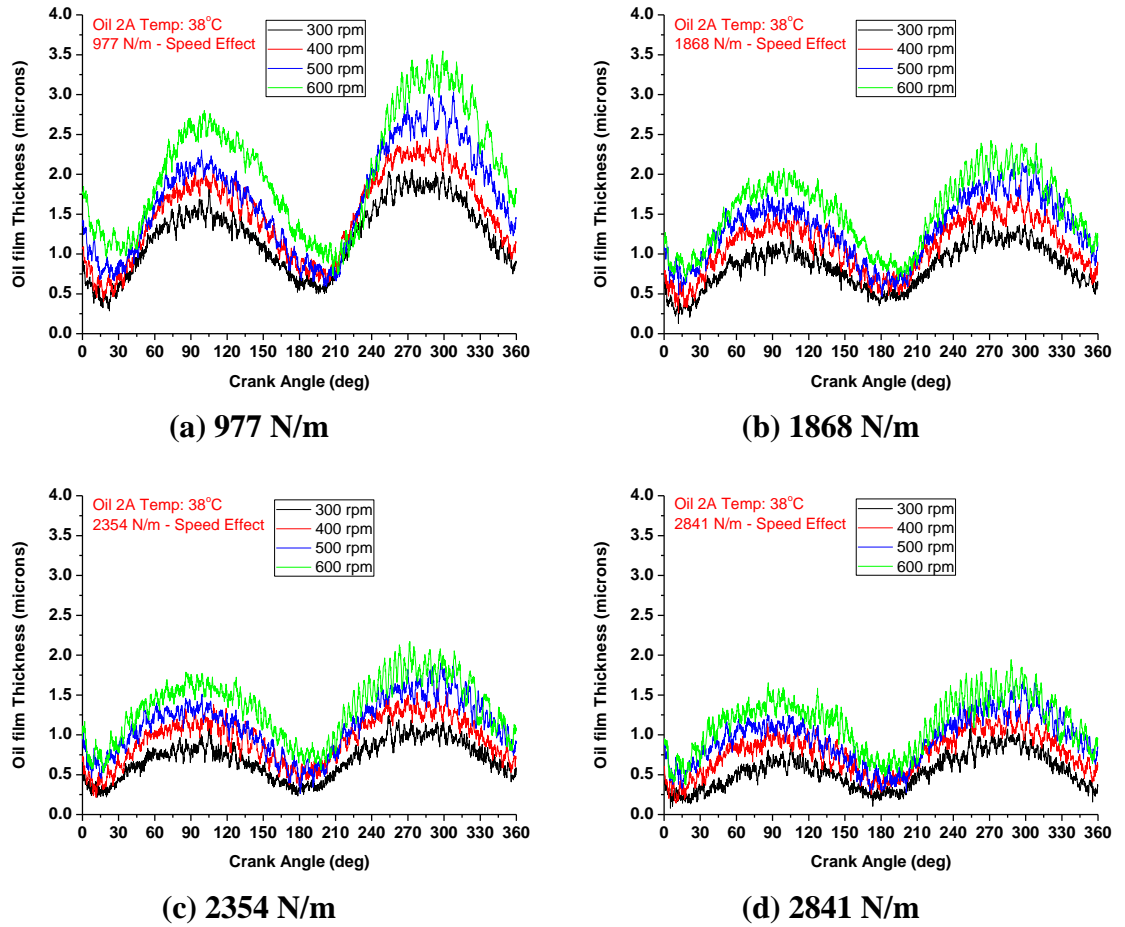 Oil 2A Temp: 38°C
977 N/m - Speed Effect
300 rpm
400 rpm
500 rpm
600 rpm
4.0
3.5
3.0
2.5
2.0
1.5
1.0
0.5
0.0
Oil film Thickness (microns)
0 30 60 90 120 150 180 210 240 270 300 330 360
Crank Angle (deg)
(a) 977 N/m
Oil 2A Temp: 38°C
1868 N/m - Speed Effect
300 rpm
400 rpm
500 rpm
600 rpm
4.0
3.5
3.0
2.5
2.0
1.5
1.0
0.5
0.0
Oil film Thickness (microns)
0 30 60 90 120 150 180 210 240 270 300 330 360
Crank Angle (deg)
(b) 1868 N/m
Oil 2A Temp: 38°C
2354 N/m - Speed Effect
300 rpm
400 rpm
500 rpm
600 rpm
4.0
3.5
3.0
2.5
2.0
1.5
1.0
0.5
0.0
Oil film Thickness (microns)
0 30 60 90 120 150 180 210 240 270 300 330 360
Crank Angle (deg)
(c) 2354 N/m
Oil 2A Temp: 38°C
2841 N/m - Speed Effect
300 rpm
400 rpm
500 rpm
600 rpm
4.0
3.5
3.0
2.5
2.0
1.5
1.0
0.5
0.0
Oil film Thickness (microns)
0 30 60 90 120 150 180 210 240 270 300 330 360
Crank Angle (deg)
(d) 2841 N/m